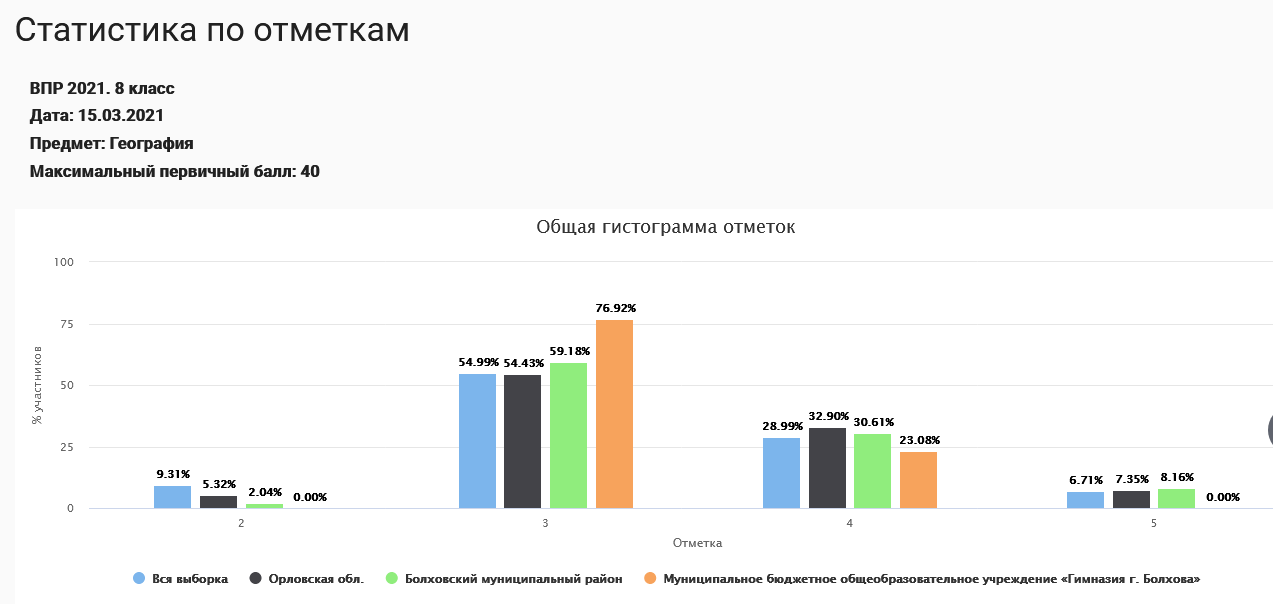 Статистика по отметкам
ВПР 2021. 8 класс
Дата: 15.03.2021
Предмет: География
Максимальный первичный балл: 40
Общая гистограмма отметок
% участников
100
75
50
25
0
9.31% 5.32% 2.04% 0.00%
54.99% 54.43% 59.18% 76.92%
28.99% 32.90% 30.61% 23.08%
6.71% 7.35% 8.16% 0.00%
2 3 4 5
Отметка
Вся выборка Орловская обл. Болховский муниципальный район Муниципальное бюджетное общеобразовательное учреждение «Гимназия г. Болхова»